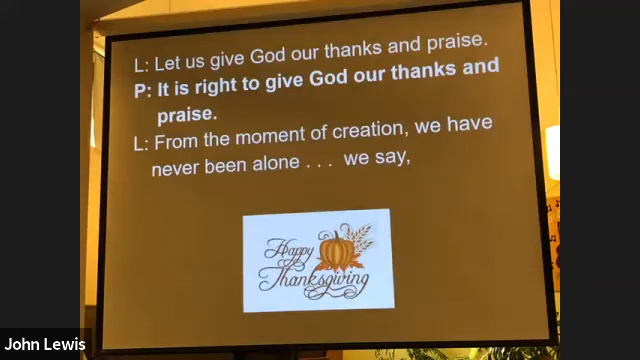 L: Let us give God our thanks and praise.
P: It is right to give God our thanks and
praise.
L: From the moment of creation, we have
never been alone . . . we say,
Happy
Thanksgiving
John Lewis